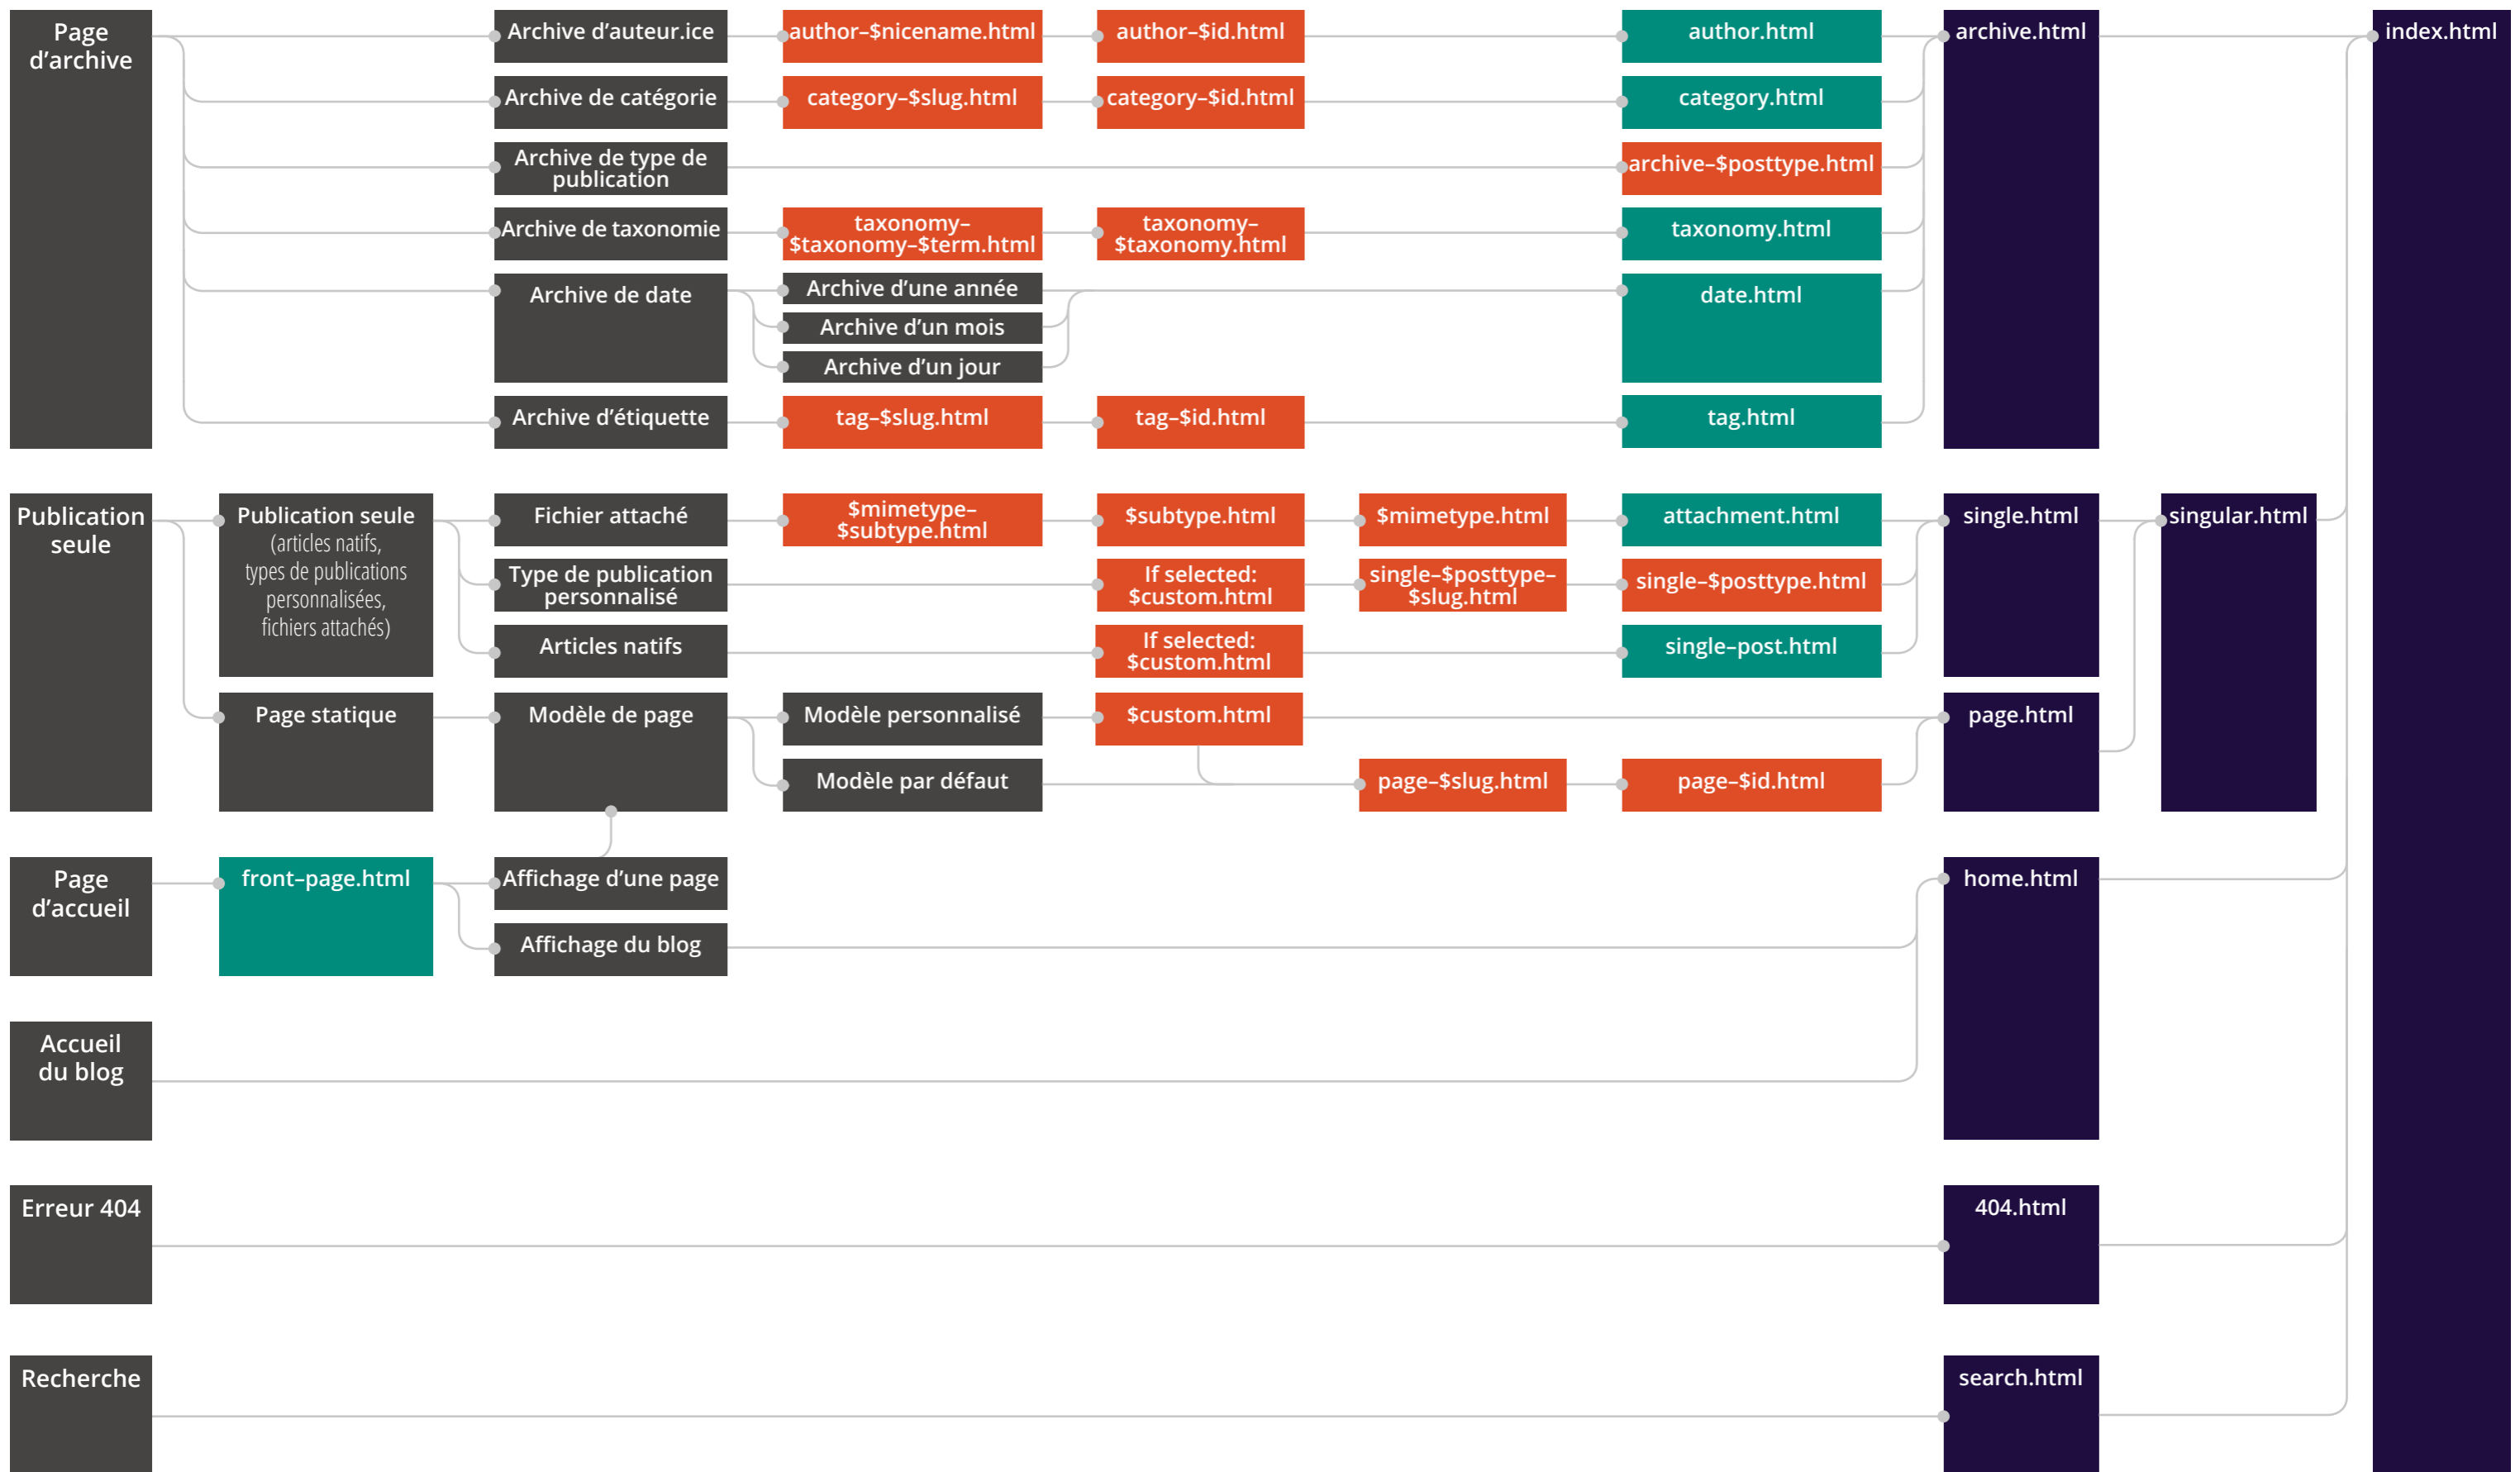 Page
d’archive
Archive d’auteur.ice
author–$nicename.html
author–$id.html
author.html
archive.html
index.html
Archive de catégorie
category–$slug.html
category–$id.html
category.html
Archive de type de
publication
archive–$posttype.html
Archive de taxonomie
taxonomy–
$taxonomy–$term.html
taxonomy–
$taxonomy.html
taxonomy.html
Archive de date
Archive d’une année
Archive d’un mois
Archive d’un jour
date.html
Archive d’étiquette
tag–$slug.html
tag–$id.html
tag.html
Publication
seule
Publication seule
(articles natifs,
types de publications
personnalisées,
fichiers attachés)
Fichier attaché
$mimetype–
$subtype.html
$subtype.html
$mimetype.html
attachment.html
single.html
singular.html
Type de publication
personnalisé
If selected:
$custom.html
single–$posttype–
$slug.html
single–$posttype.html
Articles natifs
If selected:
$custom.html
single–post.html
Page statique
Modèle de page
Modèle personnalisé
$custom.html
page.html
Modèle par défaut
page–$slug.html
page–$id.html
Page
d’accueil
front–page.html
Affichage d’une page
home.html
Affichage du blog
Accueil
du blog
Erreur 404
404.html
Recherche
search.html